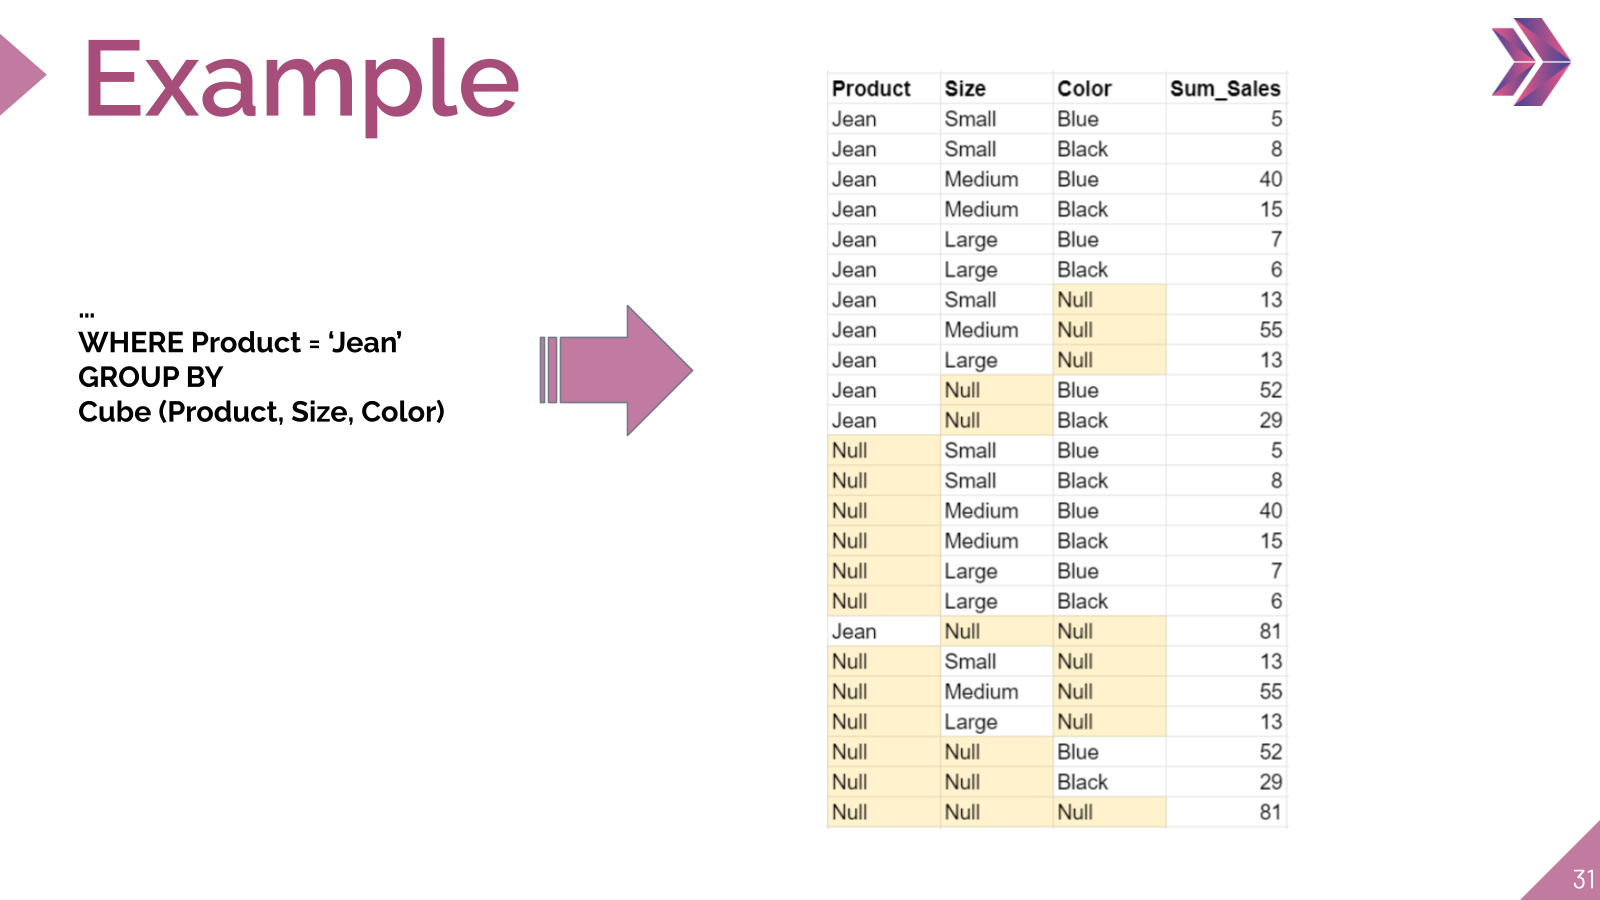 Example
…
WHERE Product = ‘Jean’
GROUP BY
Cube (Product, Size, Color)
Product Size Color Sum_Sales
Jean Small Blue 5
Jean Small Black 8
Jean Medium Blue 40
Jean Medium Black 15
Jean Large Blue 7
Jean Large Black 6
Jean Small Null 13
Jean Medium Null 55
Jean Large Null 13
Jean Null Blue 52
Jean Null Black 29
Null Small Blue 5
Null Small Black 8
Null Medium Blue 40
Null Medium Black 15
Null Large Blue 7
Null Large Black 6
Jean Null Null 81
Null Small Null 13
Null Medium Null 55
Null Large Null 13
Null Null Blue 52
Null Null Black 29
Null Null Null 81
31